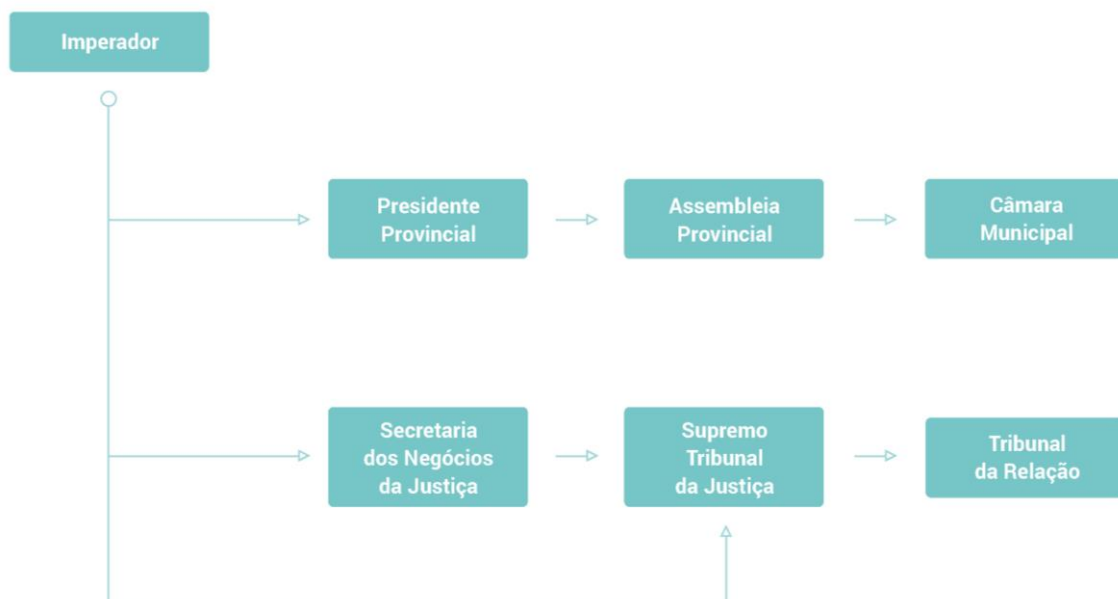 Imperador
Presidente
Provincial
Assembleia
Provincial
Câmara
Municipal
Secretaria
dos Negócios
da Justiça
Supremo
Tribunal
da Justiça
Tribunal
da Relação